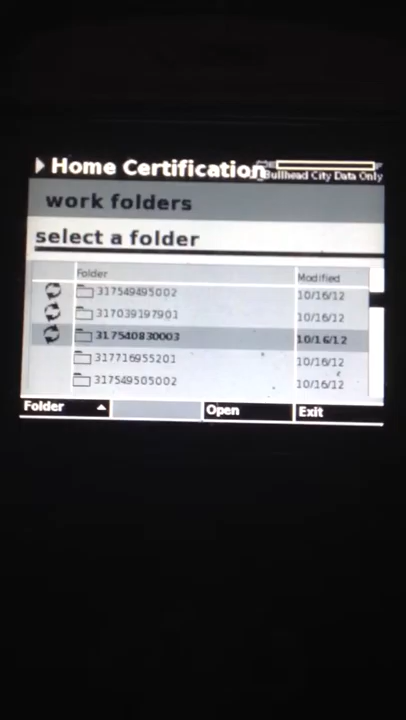 Home Certification
Bullhead City Data Only
work folders
select a folder
Folder Modified
317549495002 10/16/12
317039197901 10/16/12
317540830003 10/16/12
317716955201 10/16/12
317549505002 10/16/12
Folder Open Exit